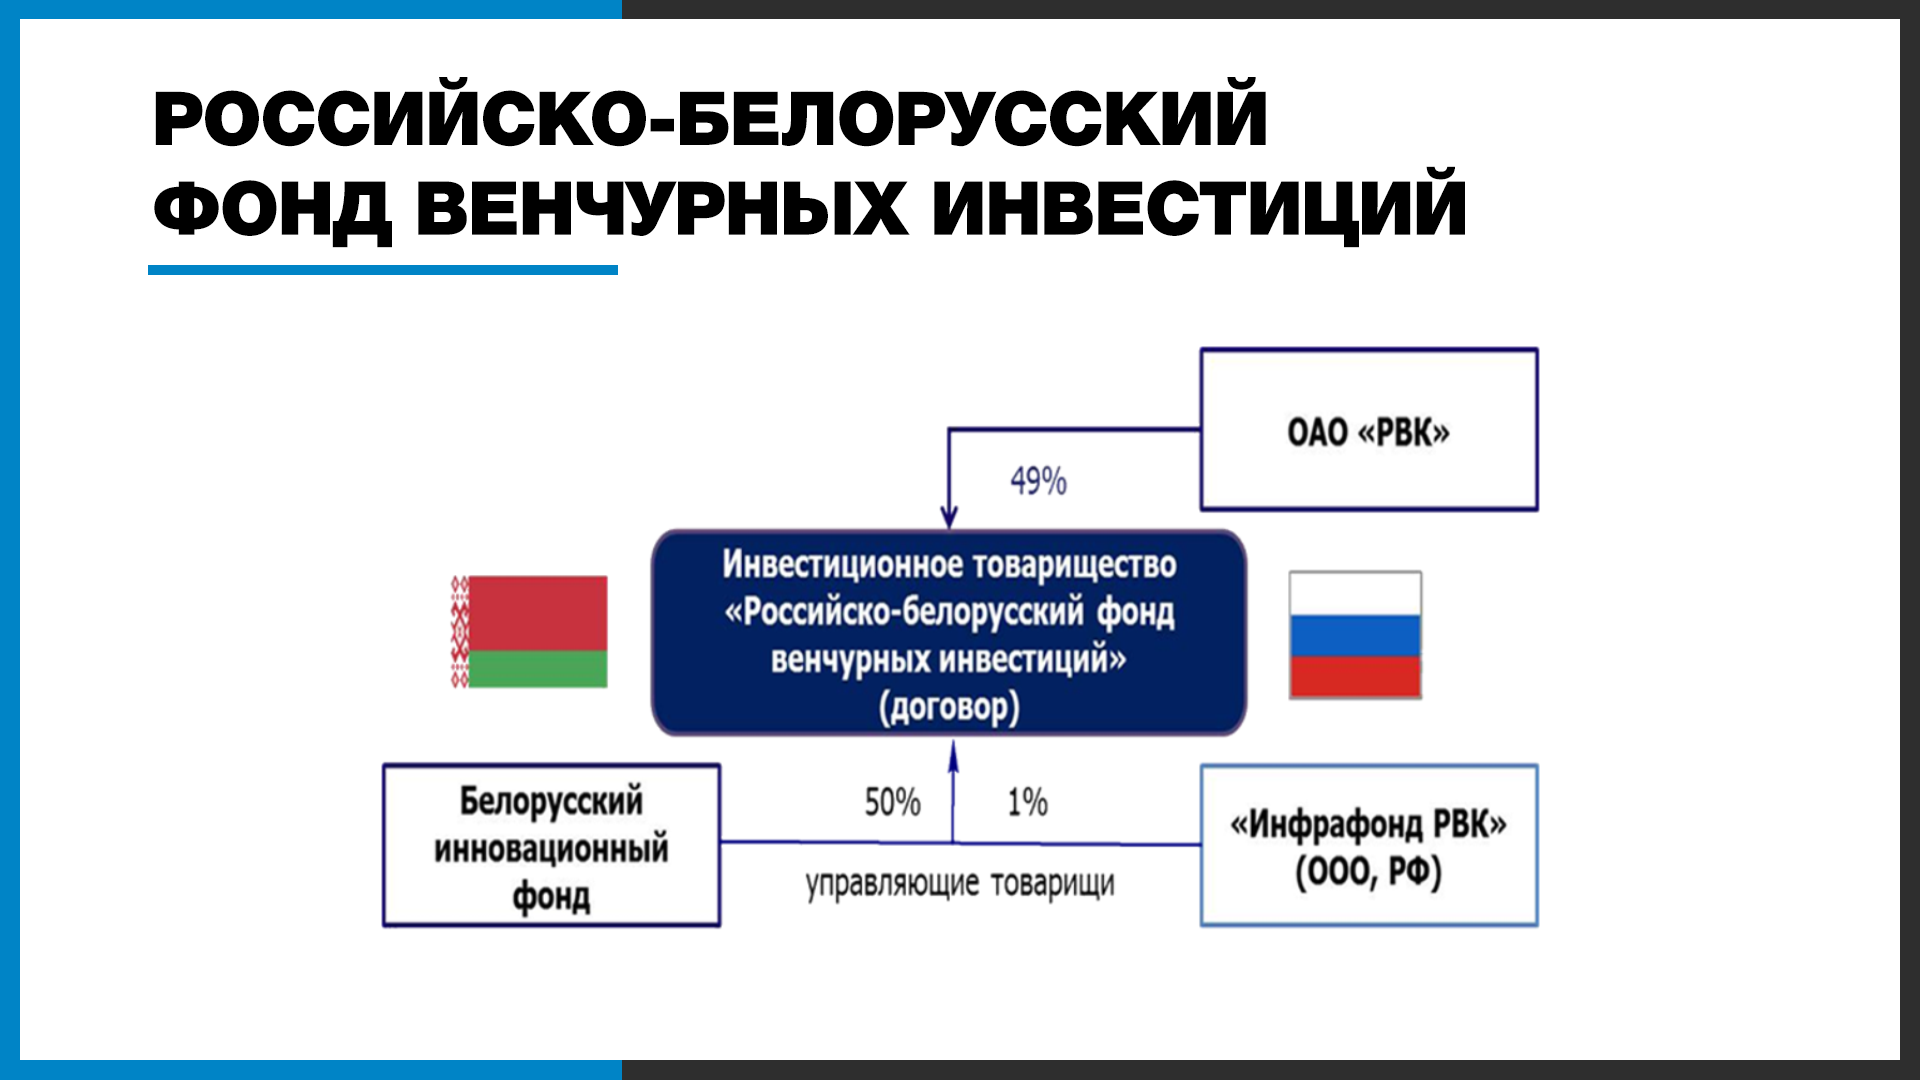 РОССИЙСКО-БЕЛОРУССКИЙ
ФОНД ВЕНЧУРНЫХ ИНВЕСТИЦИЙ
ОАО «РВК»
49%
Инвестиционное товарищество
«Российско-белорусский фонд
венчурных инвестиций»
(договор)
Белорусский
инновационный
фонд
50%
1%
управляющие товарищи
«Инфрафонд РВК»
(ООО, РФ)